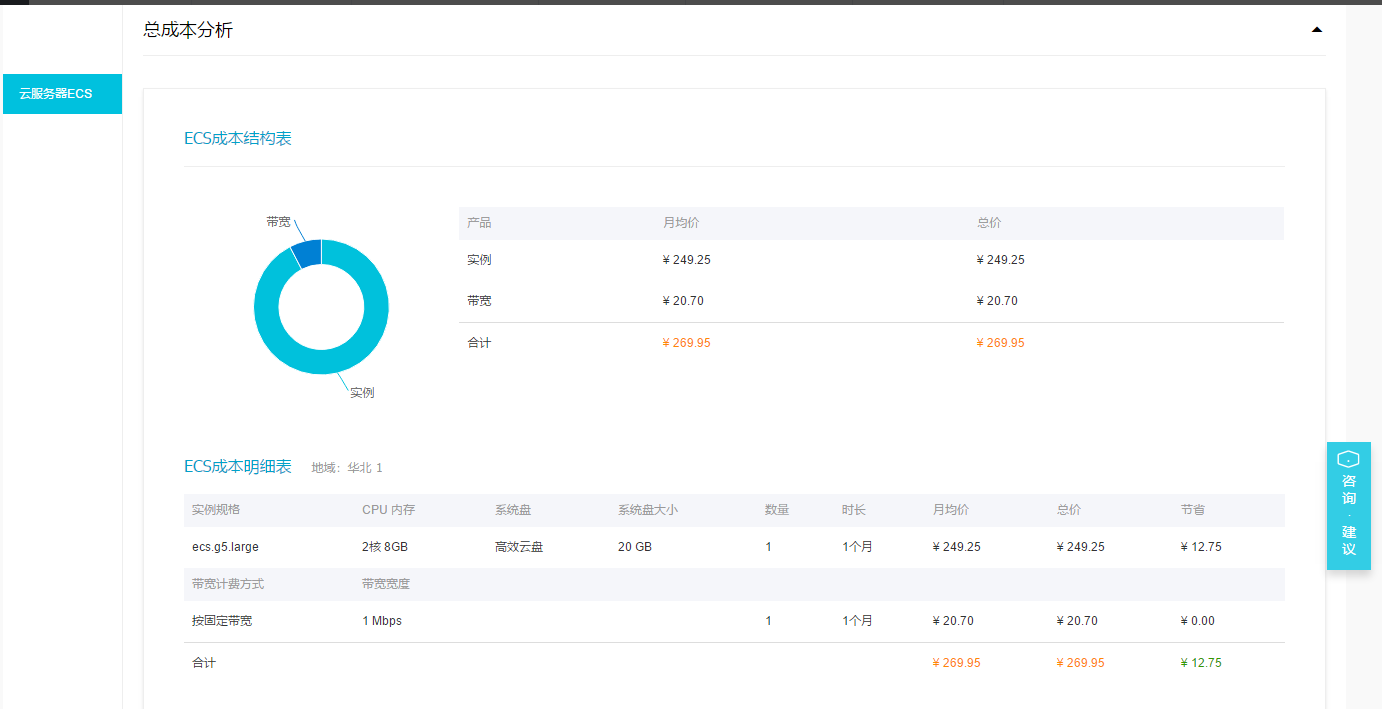 总成本分析
云服务器ECS
ECS成本结构表
带宽
实例
产品 月均价 总价
实例 ¥ 249.25 ¥ 249.25
带宽 ¥ 20.70 ¥ 20.70
合计 ¥ 269.95 ¥ 269.95
ECS成本明细表 地域：华北 1
实例规格 CPU 内存 系统盘 系统盘大小 数量 时长 月均价 总价 节省
ecs.g5.large 2核 8GB 高效云盘 20 GB 1 1个月 ¥ 249.25 ¥ 249.25 ¥ 12.75
带宽计费方式 带宽宽度
按固定带宽 1 Mbps 1 1个月 ¥ 20.70 ¥ 20.70 ¥ 0.00
合计 ¥ 269.95 ¥ 269.95 ¥ 12.75
咨询·建议